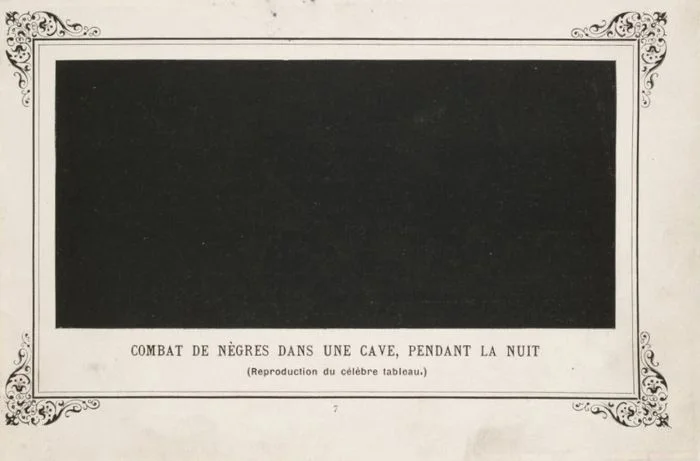 COMBAT DE NÈGRES DANS UNE CAVE, PENDANT LA NUIT
(Reproduction du célèbre tableau.)
7